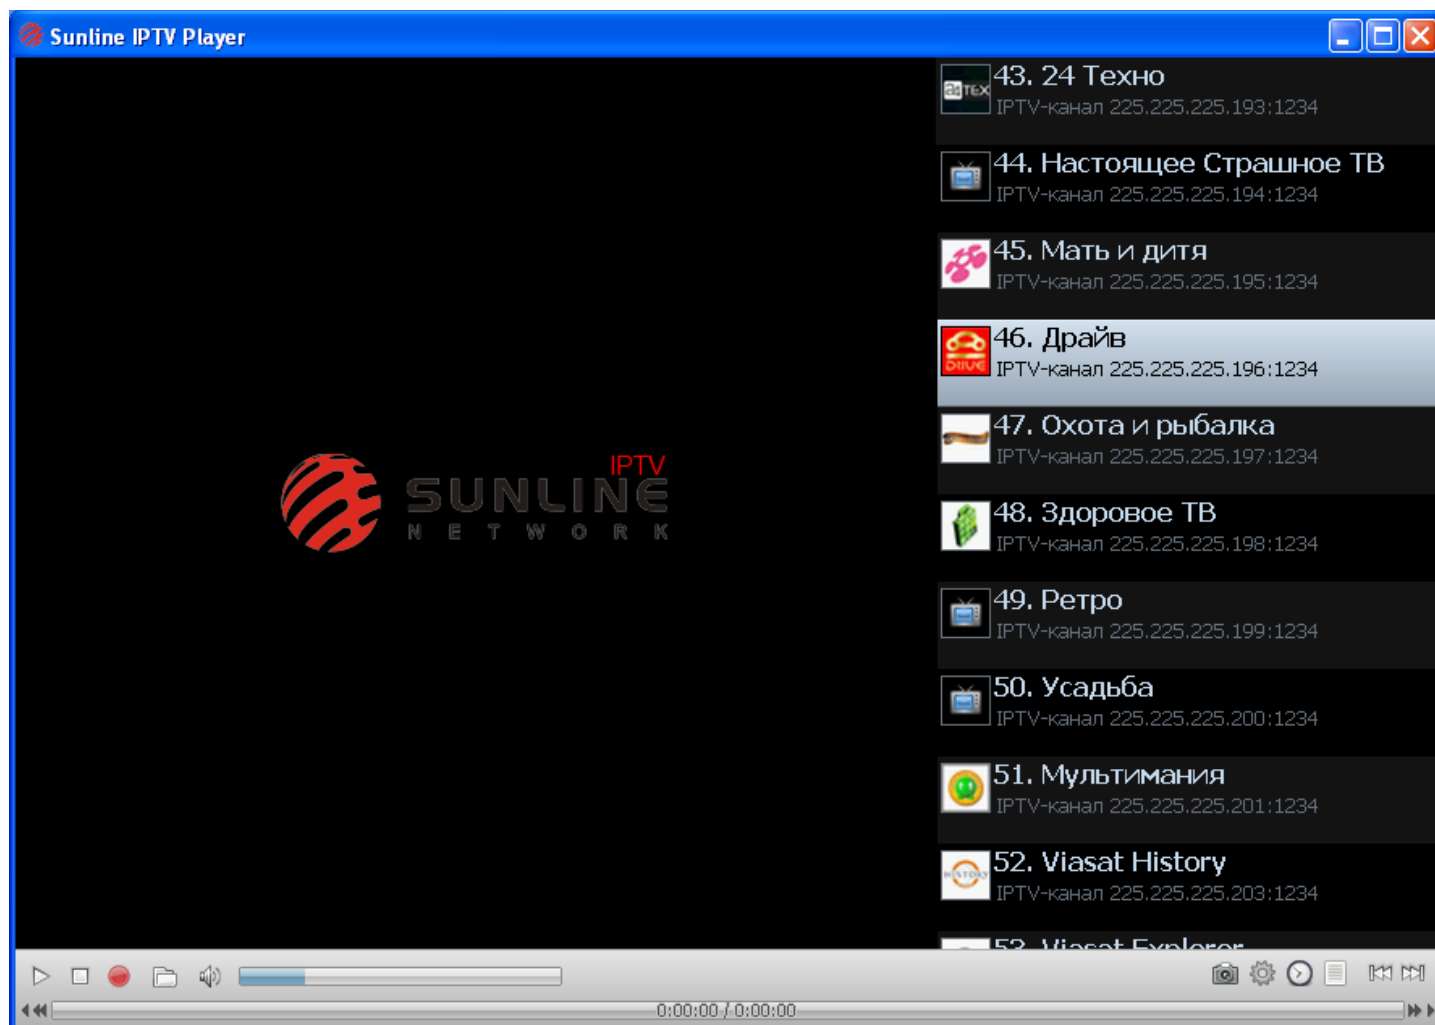 Sunline IPTV Player
43. 24 Техно
IPTV-канал 225.225.225.193:1234
44. Настоящее Страшное ТВ
IPTV-канал 225.225.225.194:1234
45. Мать и дитя
IPTV-канал 225.225.225.195:1234
46. Драйв
IPTV-канал 225.225.225.196:1234
47. Охота и рыбалка
IPTV-канал 225.225.225.197:1234
48. Здоровое ТВ
IPTV-канал 225.225.225.198:1234
49. Ретро
IPTV-канал 225.225.225.199:1234
50. Усадьба
IPTV-канал 225.225.225.200:1234
51. Мультимания
IPTV-канал 225.225.225.201:1234
52. Viasat History
IPTV-канал 225.225.225.203:1234
53. Viasat Explorer
IPTV
SUNLINE
NETWORK
0:00:00 / 0:00:00